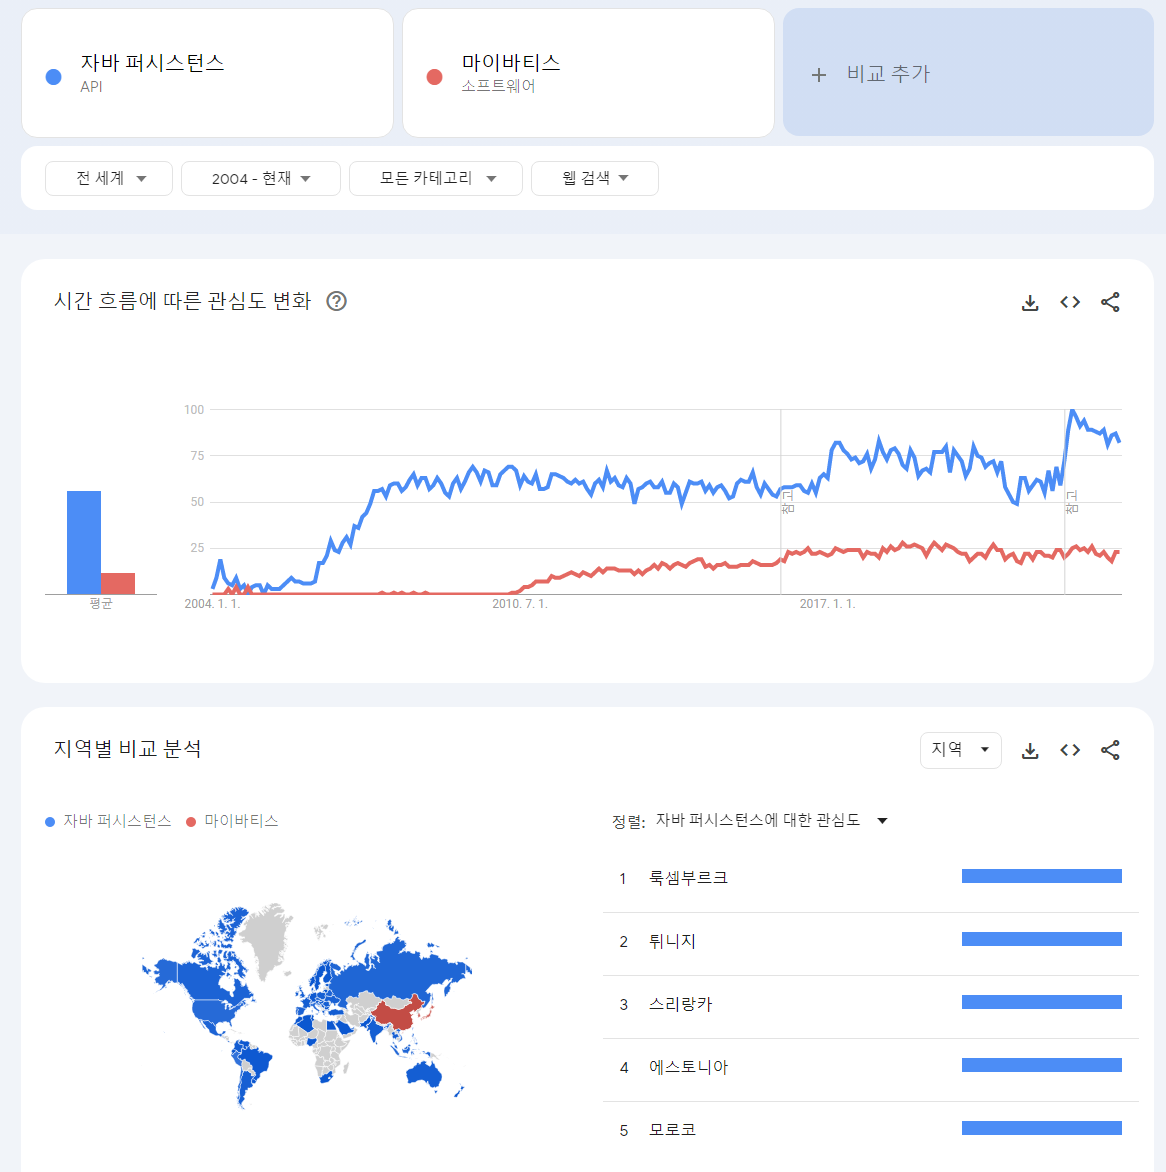 자바 퍼시스턴스
API
마이바티스
소프트웨어
+ 비교 추가
전 세계
2004 - 현재
모든 카테고리
웹 검색
시간 흐름에 따른 관심도 변화
100
75
50
25
참고
참고
평균
2004. 1. 1.
2010. 7. 1.
2017. 1. 1.
지역별 비교 분석
지역
자바 퍼시스턴스
마이바티스
정렬: 자바 퍼시스턴스에 대한 관심도
1 룩셈부르크
2 튀니지
3 스리랑카
4 에스토니아
5 모로코